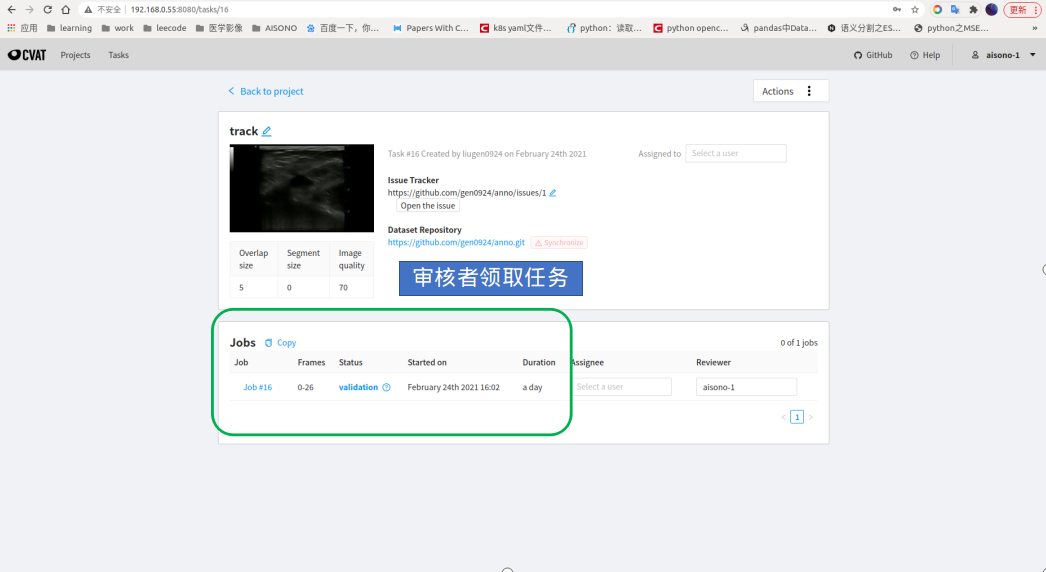 不安全 | 192.168.0.55:8080/tasks/16
更新
应用 learning work leecode 医学影像 AISONO 百度一下，你... Papers With C... k8s yaml文件... python：读取... python openc... pandas中Data... 语义分割之ES... python之MSE... »
CVAT Projects Tasks GitHub Help aisono-1
Back to project Actions
track
Task #16 Created by liugen0924 on February 24th 2021 Assigned to Select a user
Issue Tracker
https://github.com/gen0924/anno/issues/1
Open the issue
Dataset Repository
https://github.com/gen0924/anno.git Synchronize
Overlap size Segment size Image quality
5 0 70
审核者领取任务
Jobs Copy 0 of 1 jobs
Job Frames Status Started on Duration Assignee Reviewer
Job #16 0-26 validation February 24th 2021 16:02 a day Select a user aisono-1
1